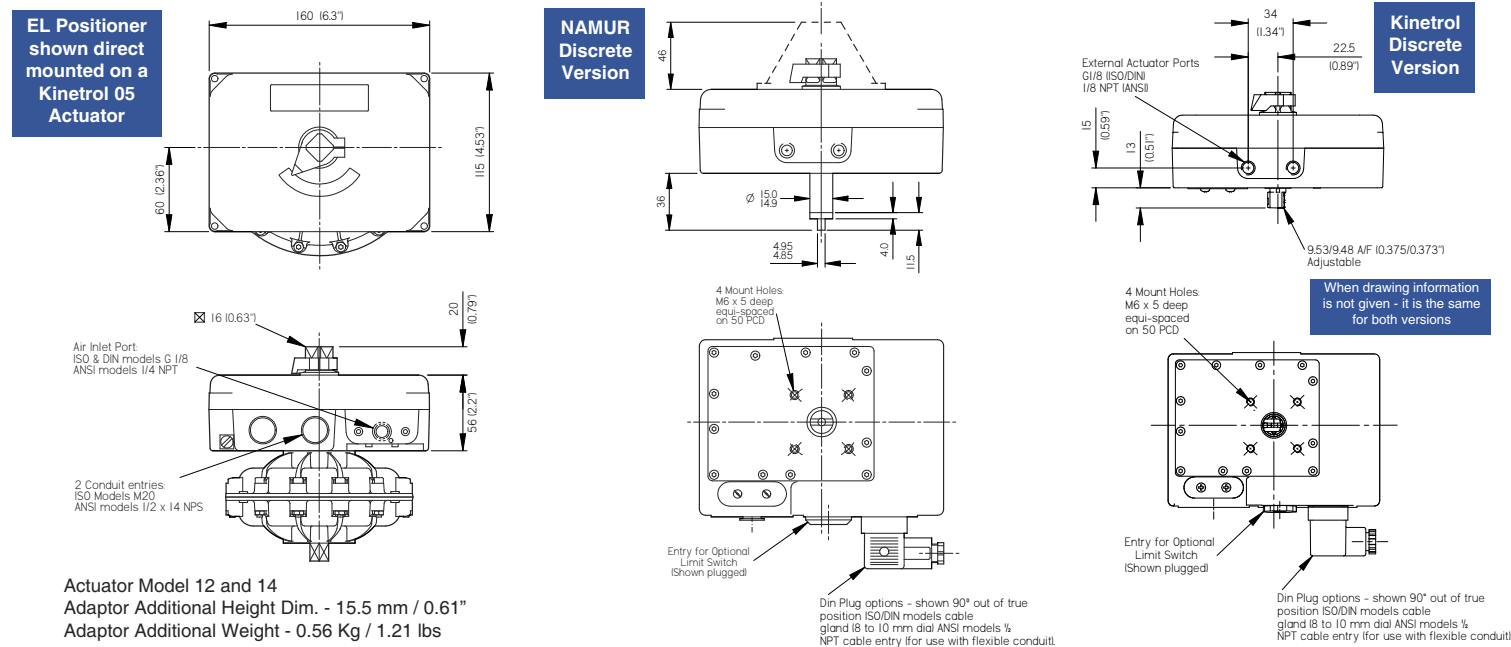 EL Positioner
shown direct
mounted on a
Kinetrol 05
Actuator
160 (6.3")
60 (2.36")
115 (4.53")
NAMUR
Discrete
Version
46
36
Ø 15.0
14.9
4.95
4.85
4.0
11.5
Kinetrol
Discrete
Version
34
(1.34")
22.5
(0.89")
External Actuator Ports
G1/8 (ISO/DIN)
1/8 NPT (ANSI)
15
(0.59")
13
(0.51")
9.53/9.48 A/F (0.375/0.373")
Adjustable
When drawing information
is not given - it is the same
for both versions
16 (0.63")
20
(0.79")
Air Inlet Port:
ISO & DIN models G 1/8
ANSI models 1/4 NPT
56 (2.2")
2 Conduit entries:
ISO Models M20
ANSI models 1/2 x 14 NPS
4 Mount Holes:
M6 x 5 deep
equi-spaced
on 50 PCD
Entry for Optional
Limit Switch
(Shown plugged)
Din Plug options - shown 90° out of true
position ISO/DIN models cable
gland (8 to 10 mm dia) ANSI models ½
NPT cable entry (for use with flexible conduit).
4 Mount Holes:
M6 x 5 deep
equi-spaced
on 50 PCD
Entry for Optional
Limit Switch
(Shown plugged)
Din Plug options - shown 90° out of true
position ISO/DIN models cable
gland (8 to 10 mm dia) ANSI models ½
NPT cable entry (for use with flexible conduit)
Actuator Model 12 and 14
Adaptor Additional Height Dim. - 15.5 mm / 0.61”
Adaptor Additional Weight - 0.56 Kg / 1.21 lbs